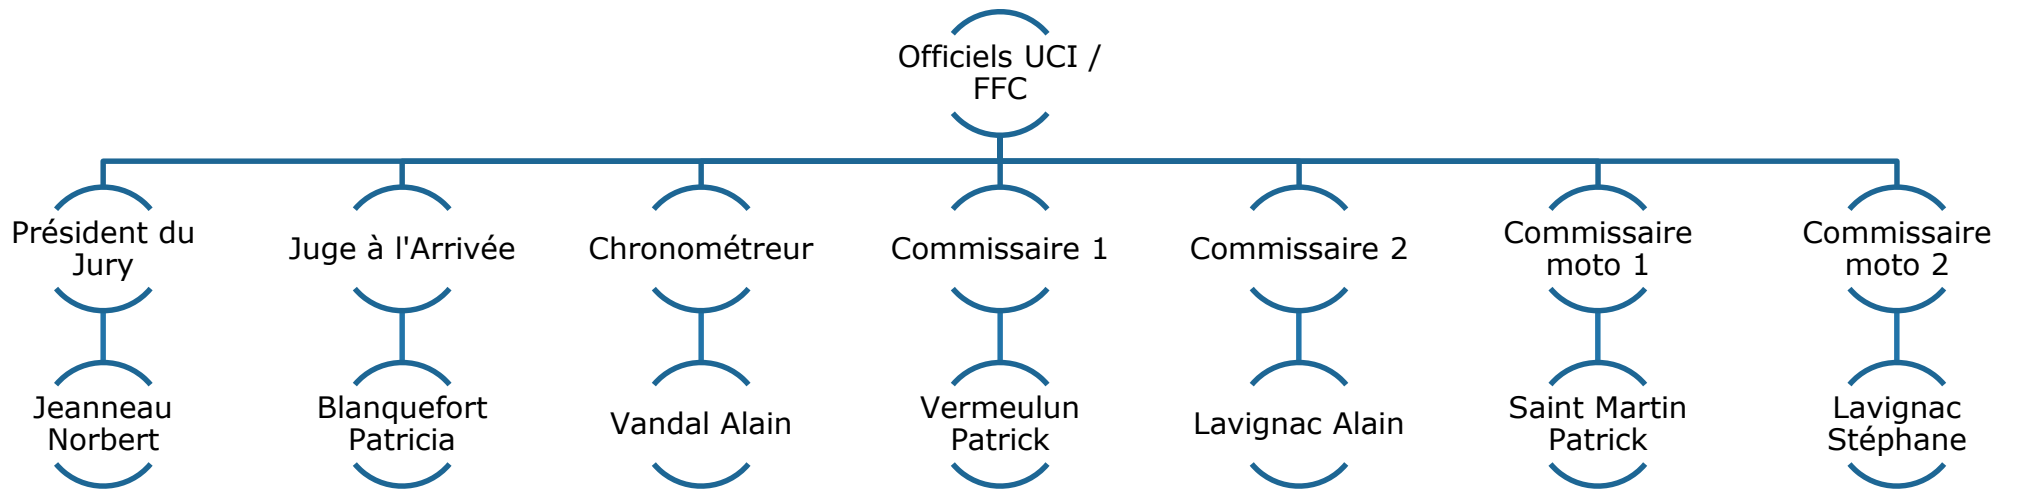 Officiels UCI /
FFC
Président du
Jury
Juge à l'Arrivée
Chronométreur
Commissaire 1
Commissaire 2
Commissaire
moto 1
Commissaire
moto 2
Jeanneau
Norbert
Blanquefort
Patricia
Vandal Alain
Vermeulun
Patrick
Lavignac Alain
Saint Martin
Patrick
Lavignac
Stéphane